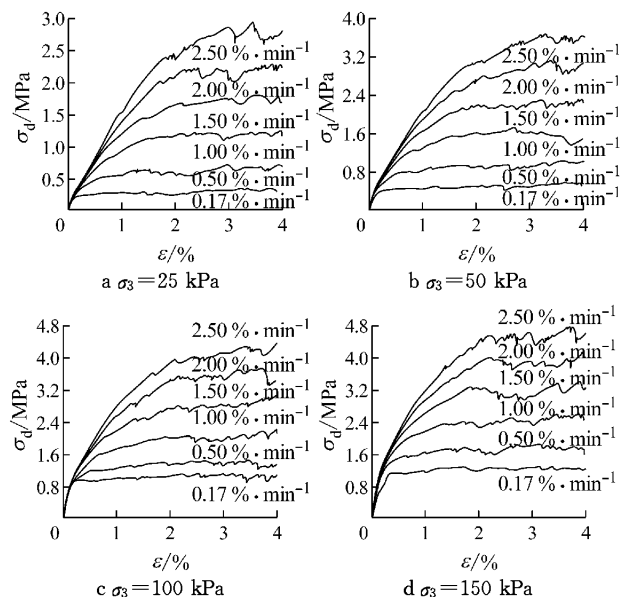 σd/MPa
3.0
2.5
2.0
1.5
1.0
0.5
2.50 %·min⁻¹
2.00 %·min⁻¹
1.50 %·min⁻¹
1.00 %·min⁻¹
0.50 %·min⁻¹
0.17 %·min⁻¹
0 1 2 3 4
ε/%
a σ3=25 kPa
σd/MPa
4.0
3.2
2.4
1.6
0.8
2.50 %·min⁻¹
2.00 %·min⁻¹
1.50 %·min⁻¹
1.00 %·min⁻¹
0.50 %·min⁻¹
0.17 %·min⁻¹
0 1 2 3 4
ε/%
b σ3=50 kPa
σd/MPa
4.8
4.0
3.2
2.4
1.6
0.8
2.50 %·min⁻¹
2.00 %·min⁻¹
1.50 %·min⁻¹
1.00 %·min⁻¹
0.50 %·min⁻¹
0.17 %·min⁻¹
0 1 2 3 4
ε/%
c σ3=100 kPa
σd/MPa
4.8
4.0
3.2
2.4
1.6
0.8
2.50 %·min⁻¹
2.00 %·min⁻¹
1.50 %·min⁻¹
1.00 %·min⁻¹
0.50 %·min⁻¹
0.17 %·min⁻¹
0 1 2 3 4
ε/%
d σ3=150 kPa